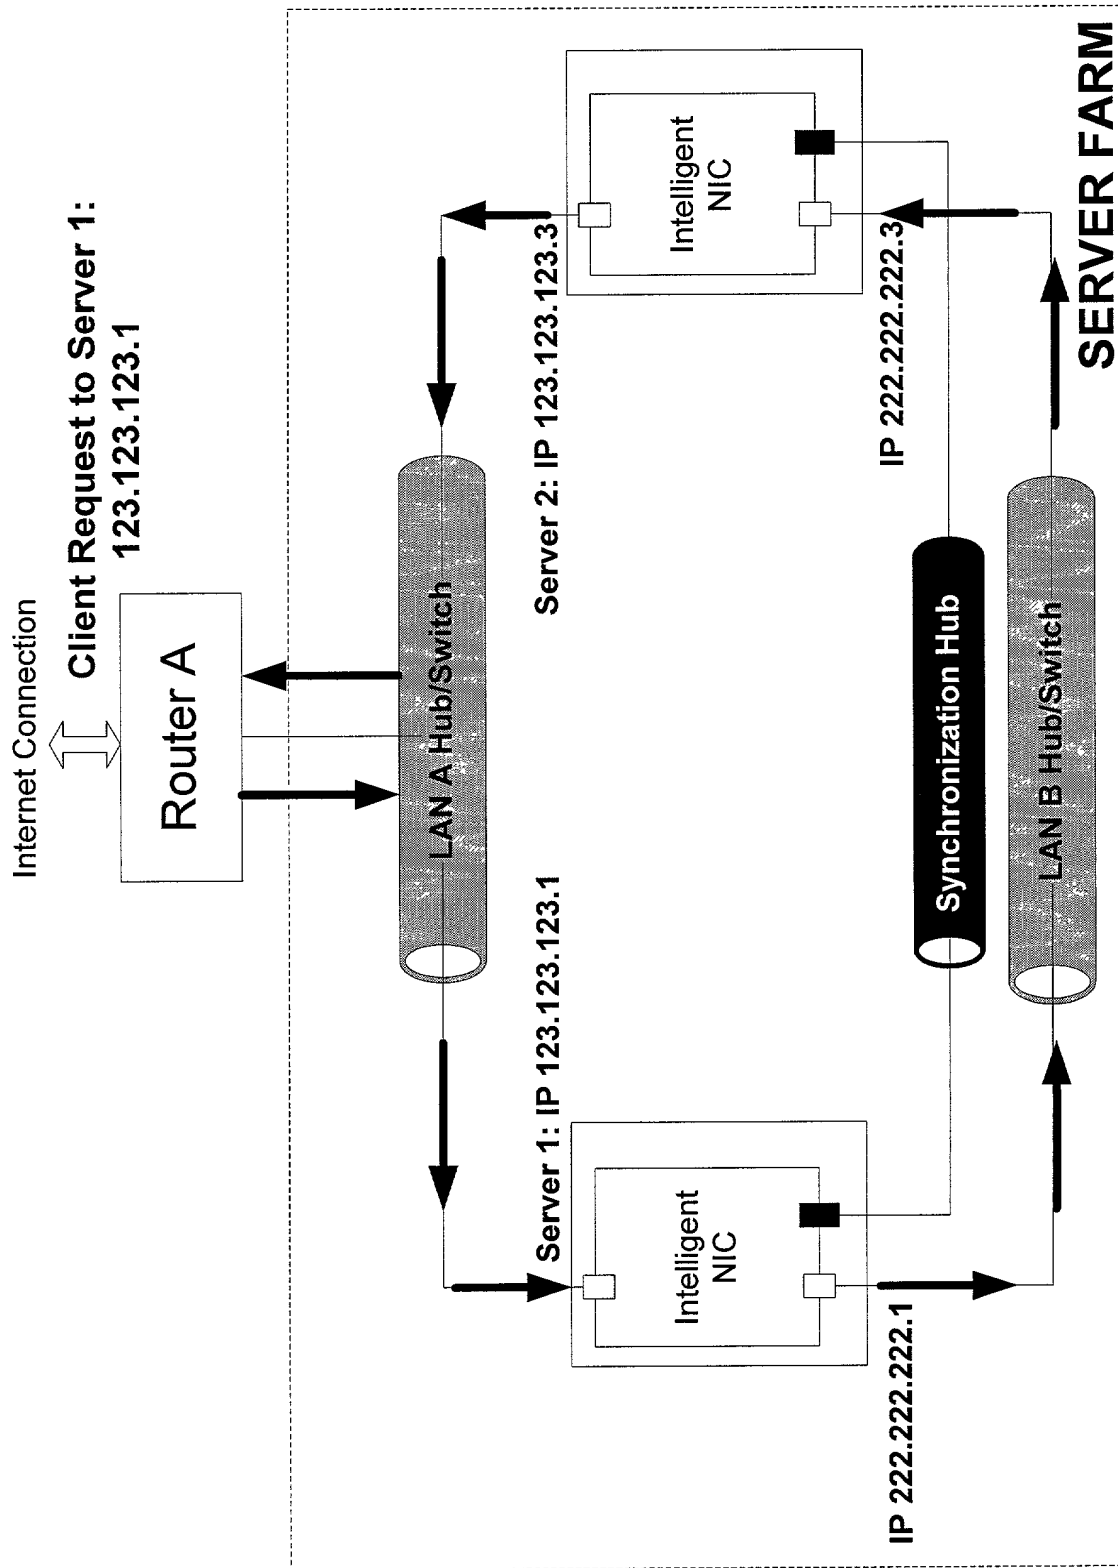 Internet Connection
Client Request to Server 1:
123.123.123.1
Router A
LAN A Hub/Switch
Server 1: IP 123.123.123.1
Server 2: IP 123.123.123.3
Intelligent
NIC
Intelligent
NIC
IP 222.222.222.1
IP 222.222.222.3
Synchronization Hub
LAN B Hub/Switch
SERVER FARM